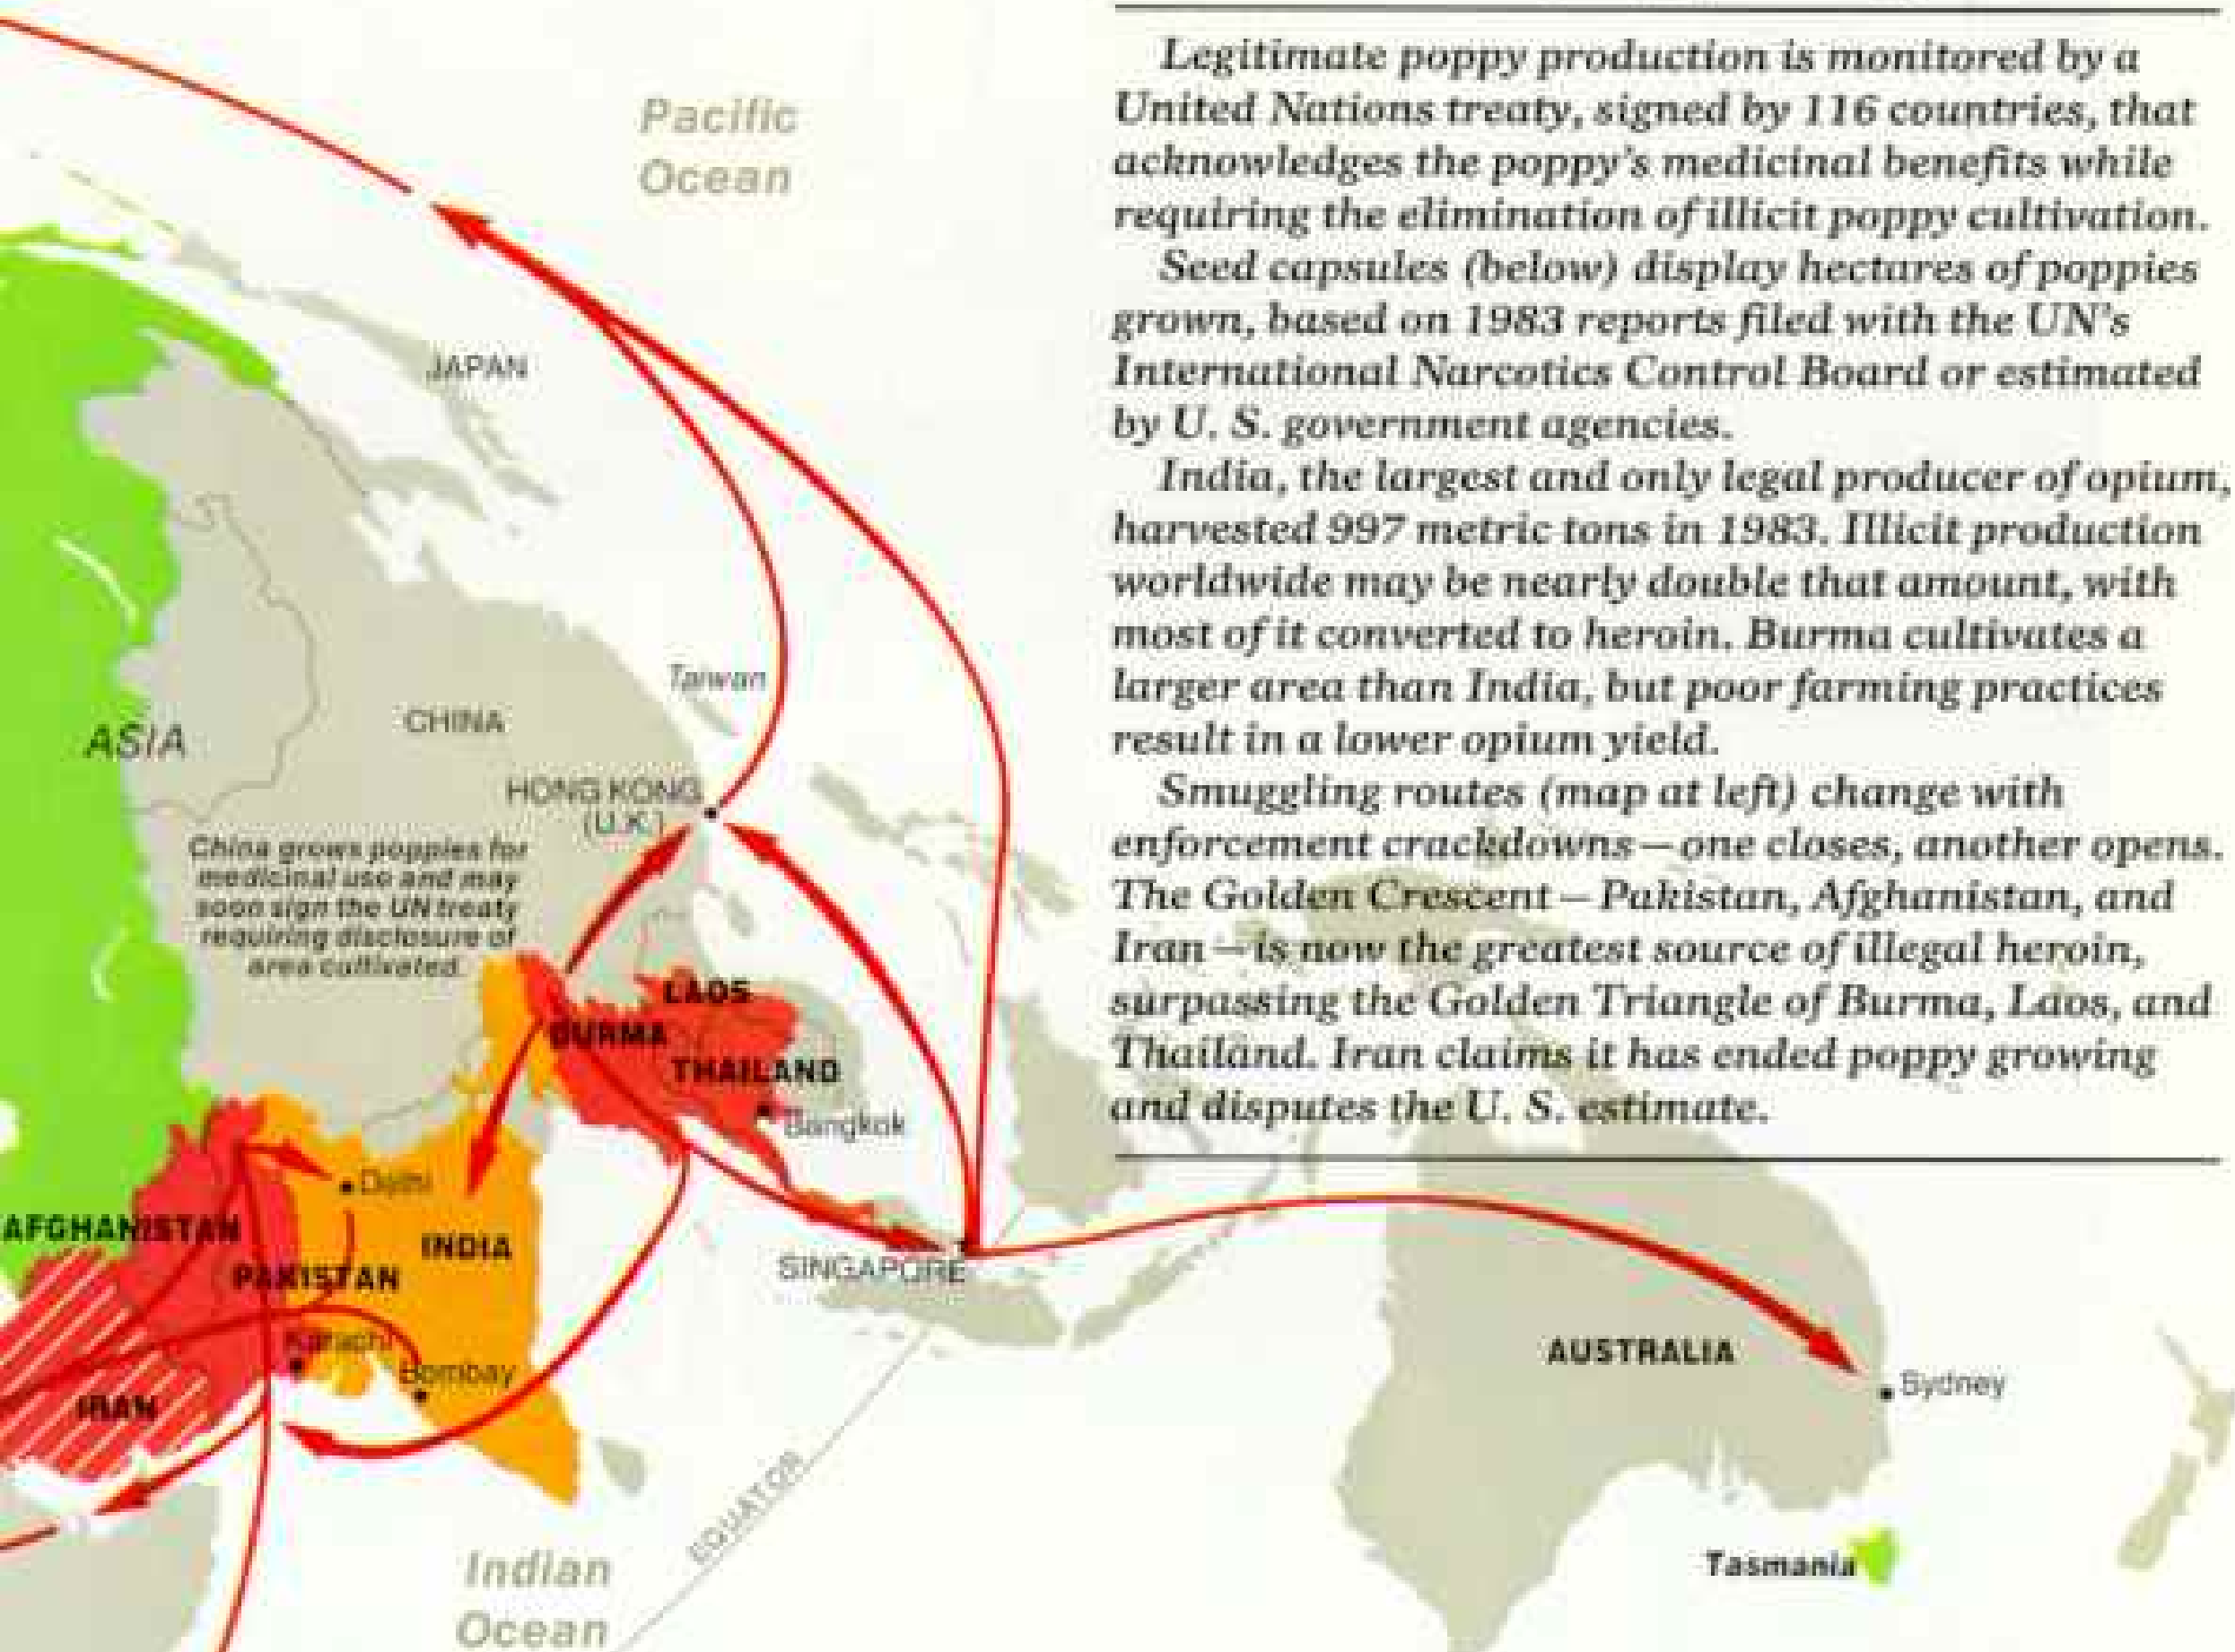 Pacific
Ocean
Legitimate poppy production is monitored by a
United Nations treaty, signed by 116 countries, that
acknowledges the poppy's medicinal benefits while
requiring the elimination of illicit poppy cultivation.
Seed capsules (below) display hectares of poppies
grown, based on 1983 reports filed with the UN's
International Narcotics Control Board or estimated
by U. S. government agencies.
India, the largest and only legal producer of opium,
harvested 997 metric tons in 1983. Illicit production
worldwide may be nearly double that amount, with
most of it converted to heroin. Burma cultivates a
larger area than India, but poor farming practices
result in a lower opium yield.
Smuggling routes (map at left) change with
enforcement crackdowns—one closes, another opens.
The Golden Crescent—Pakistan, Afghanistan, and
Iran—is now the greatest source of illegal heroin,
surpassing the Golden Triangle of Burma, Laos, and
Thailand. Iran claims it has ended poppy growing
and disputes the U. S. estimate.
JAPAN
Taiwan
CHINA
ASIA
HONG KONG
(U.K.)
China grows poppies for
medicinal use and may
soon sign the UN treaty
requiring disclosure of
area cultivated.
LAOS
BURMA
THAILAND
Bangkok
Delhi
AFGHANISTAN
INDIA
PAKISTAN
SINGAPORE
Karachi
Bombay
IRAN
AUSTRALIA
Sydney
EQUATOR
Tasmania
Indian
Ocean